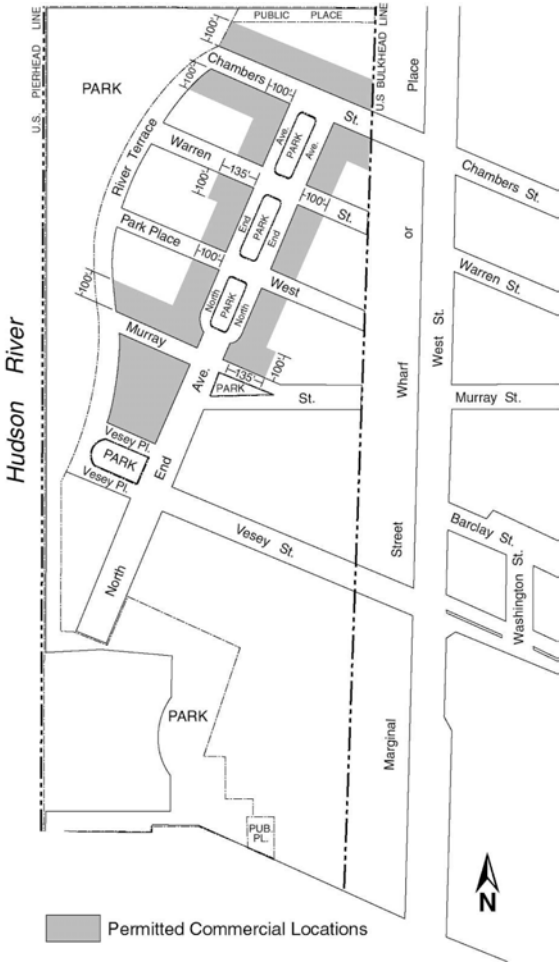 U.S. PIERHEAD LINE
PUBLIC PLACE
U.S BULKHEAD LINE
Place
PARK
-100'-
Chambers
St.
-100'-
-100'-
Ave.
PARK
Ave.
River Terrace
Warren
-135'-
-100'-
-100'-
St.
Chambers St.
End
PARK
End
or
Park Place
-100'-
West
Warren St.
-100'-
North
PARK
North
West St.
Murray
Ave.
-135'-
-100'-
PARK
St.
Wharf
Murray St.
Hudson River
Vesey Pl.
PARK
Vesey Pl.
End
Vesey St.
Street
Barclay St.
Washington St.
North
PARK
Marginal
PUB.
PL.
N
Permitted Commercial Locations